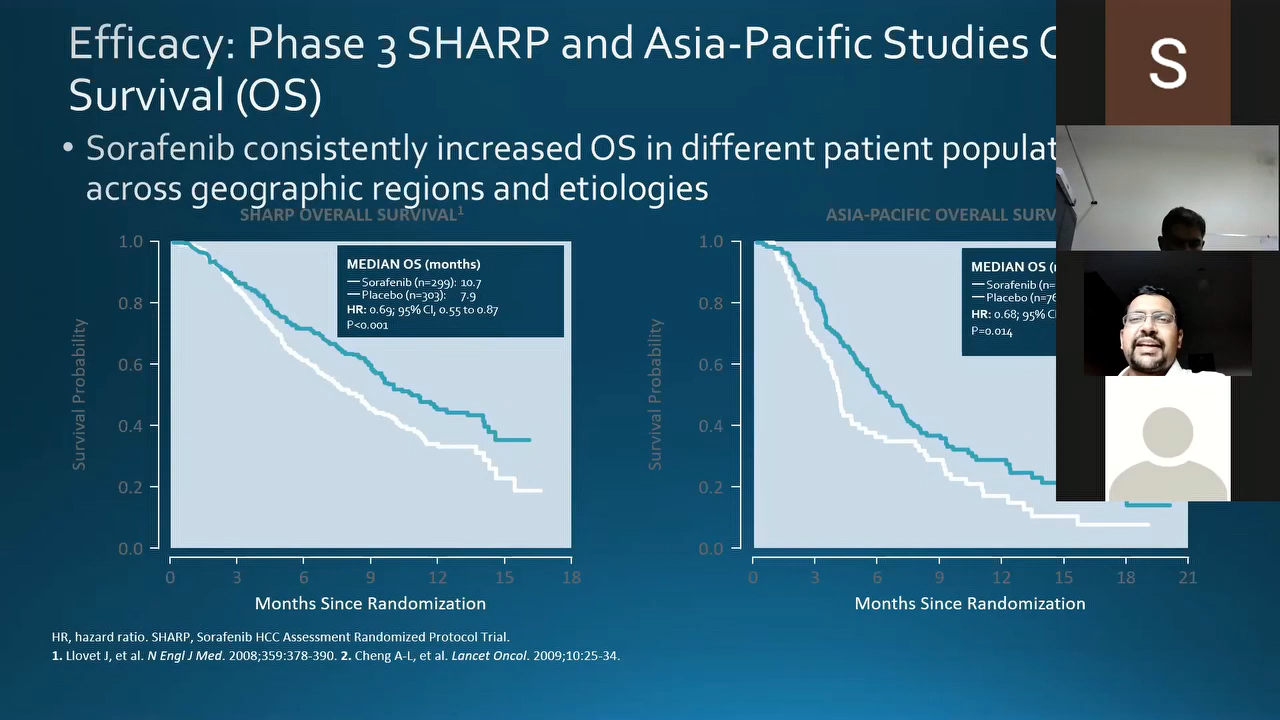 Efficacy: Phase 3 SHARP and Asia-Pacific Studies
Survival (OS)
• Sorafenib consistently increased OS in different patient
across geographic regions and etiologies
SHARP OVERALL SURVIVAL¹
1.0
0.8
0.6
0.4
0.2
0.0
Survival Probability
MEDIAN OS (months)
Sorafenib (n=299): 10.7
Placebo (n=303): 7.9
HR: 0.69; 95% CI, 0.55 to 0.87
P<0.001
0 3 6 9 12 15 18
Months Since Randomization
ASIA-PACIFIC OVERALL
1.0
0.8
0.6
0.4
0.2
0.0
Survival Probability
MEDIAN OS
Sorafenib (n=
Placebo (n=76
HR: 0.68; 95% CI
P=0.014
0 3 6 9 12 15 18 21
Months Since Randomization
S
HR, hazard ratio. SHARP, Sorafenib HCC Assessment Randomized Protocol Trial.
1. Llovet J, et al. N Engl J Med. 2008;359:378-390. 2. Cheng A-L, et al. Lancet Oncol. 2009;10:25-34.